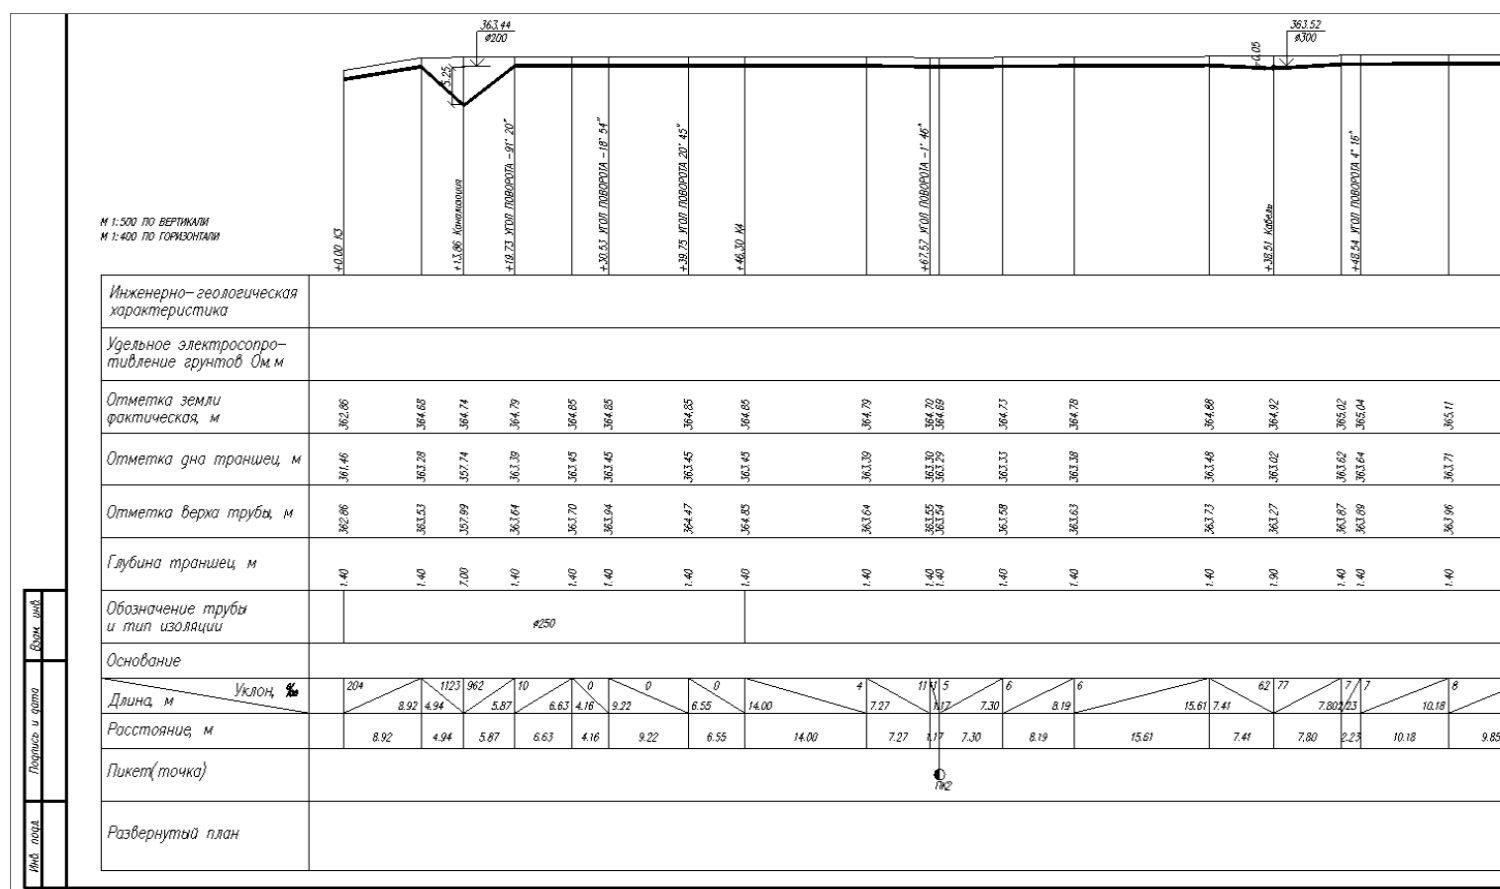 363.44
ø200
363.52
ø300
5.25
-0.05
+0.00 К3
+13.86 Канализация
+19.73 УГОЛ ПОВОРОТА -91° 20"
+30.53 УГОЛ ПОВОРОТА -18° 54"
+39.75 УГОЛ ПОВОРОТА 20° 45"
+46.30 К4
+67.57 УГОЛ ПОВОРОТА -1° 46"
+38.51 Кабель
+48.54 УГОЛ ПОВОРОТА 4° 16"
М 1:500 ПО ВЕРТИКАЛИ
М 1:400 ПО ГОРИЗОНТАЛИ
Инженерно-геологическая
характеристика
Удельное электросопро-
тивление грунтов Ом.м
Отметка земли
фактическая, м
362.86 364.68 364.74 364.79 364.85 364.85 364.85 364.85 364.79 364.70 364.69 364.73 364.78 364.88 364.92 365.02 365.04 365.11
Отметка дна траншеи, м
361.46 363.28 357.74 363.39 363.45 363.45 363.45 363.45 363.39 363.30 363.29 363.33 363.38 363.48 363.02 363.62 363.64 363.71
Отметка верха трубы, м
362.86 363.53 357.99 363.64 363.70 363.94 364.47 364.85 363.64 363.55 363.54 363.58 363.63 363.73 363.27 363.87 363.89 363.96
Глубина траншеи, м
1.40 1.40 7.00 1.40 1.40 1.40 1.40 1.40 1.40 1.40 1.40 1.40 1.40 1.40 1.90 1.40 1.40 1.40
Обозначение трубы
и тип изоляции
ø250
Основание
Уклон, ‰
204 1123 962 10 0 0 0 4 11 5 6 6 62 77 7 7 8
Длина, м
8.92 4.94 5.87 6.63 4.16 9.22 6.55 14.00 7.27 1.17 7.30 8.19 15.61 7.41 7.80 2.23 10.18
Расстояние, м
8.92 4.94 5.87 6.63 4.16 9.22 6.55 14.00 7.27 1.17 7.30 8.19 15.61 7.41 7.80 2.23 10.18 9.85
Пикет(точка)
ПК2
Развернутый план
Взам. инв.
Подпись и дата
Инв. подл.